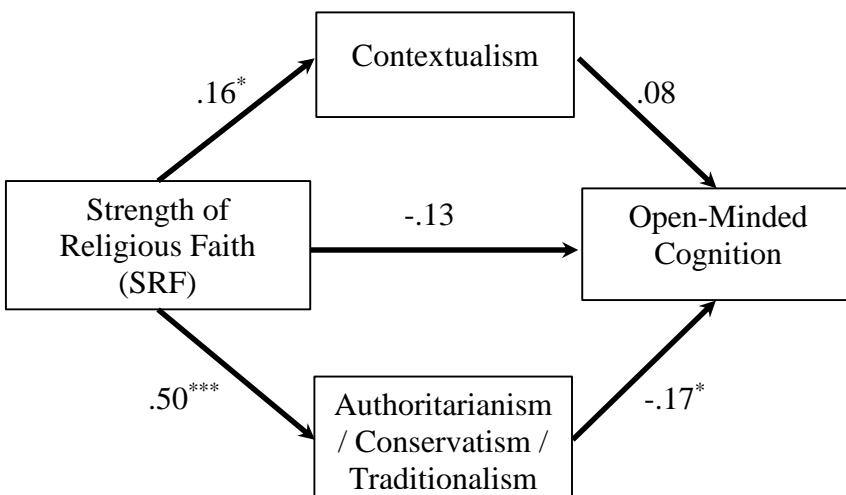 Contextualism
.16*
.08
Strength of
Religious Faith
(SRF)
-.13
Open-Minded
Cognition
.50***
-.17*
Authoritarianism
/ Conservatism /
Traditionalism